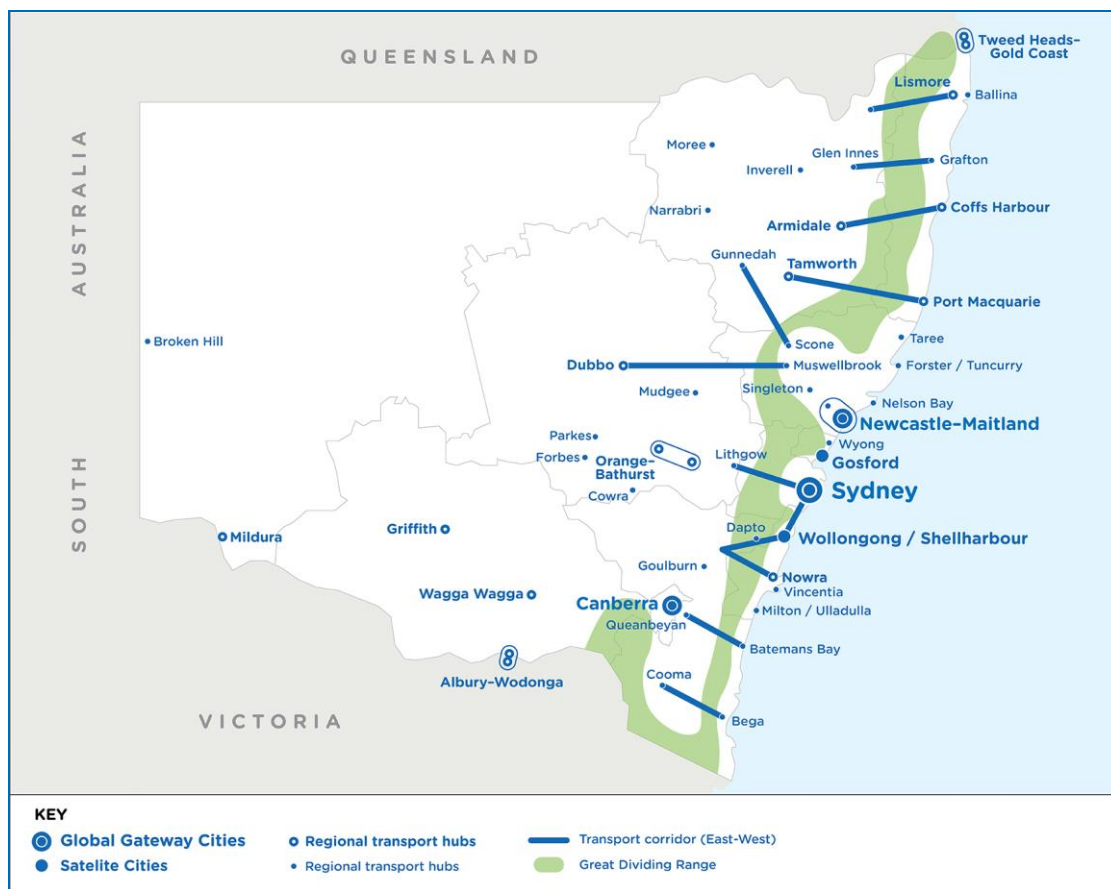 QUEENSLAND
Tweed Heads–
Gold Coast
Lismore
Ballina
AUSTRALIA
Moree
Glen Innes
Grafton
Inverell
Narrabri
Armidale
Coffs Harbour
Gunnedah
Tamworth
Port Macquarie
Broken Hill
Scone
Taree
Dubbo
Muswellbrook
Forster / Tuncurry
Mudgee
Singleton
Nelson Bay
Newcastle–Maitland
Parkes
Wyong
Forbes
Orange–
Bathurst
Lithgow
Gosford
Cowra
Sydney
SOUTH
Mildura
Griffith
Dapto
Wollongong / Shellharbour
Goulburn
Nowra
Vincentia
Wagga Wagga
Canberra
Milton / Ulladulla
Queanbeyan
Batemans Bay
Albury–Wodonga
Cooma
VICTORIA
Bega
KEY
Global Gateway Cities
Regional transport hubs
Transport corridor (East-West)
Satelite Cities
Regional transport hubs
Great Dividing Range